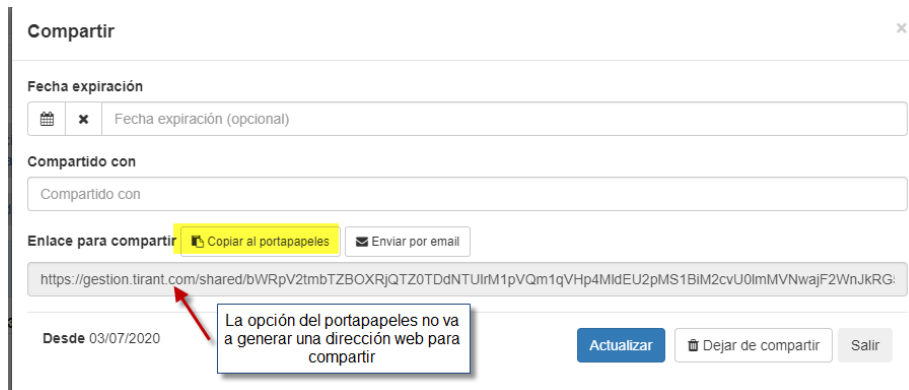 Compartir
Fecha expiración
Fecha expiración (opcional)
Compartido con
Compartido con
Enlace para compartir Copiar al portapapeles Enviar por email
https://gestion.tirant.com/shared/bWRpV2tmbTZBOXRjQTZ0TDdNTUlrM1pVQm1qVHp4MldEU2pMS1BiM2cvU0lmMVNwajF2WnJkRG
La opción del portapapeles no va
a generar una dirección web para
compartir
Desde 03/07/2020 Actualizar Dejar de compartir Salir